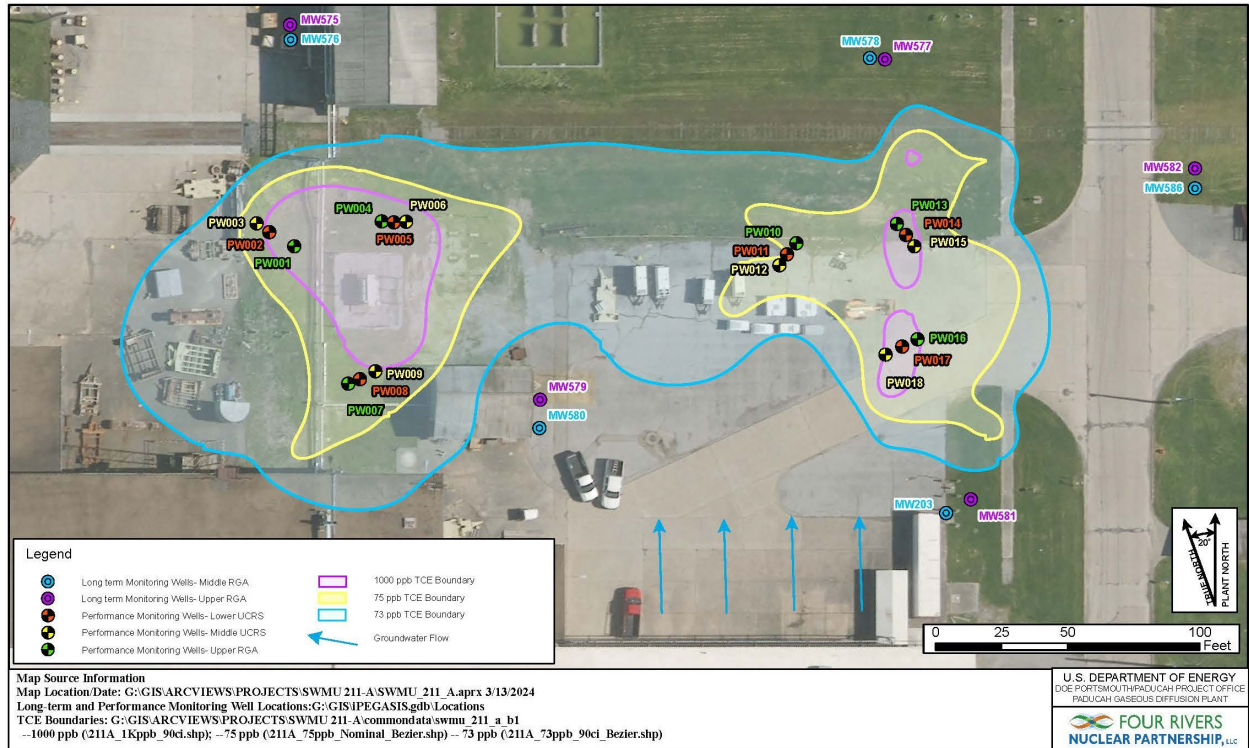 MW575
MW576
MW578
MW577
MW582
MW586
PW003
PW002
PW001
PW004
PW006
PW005
PW010
PW011
PW012
PW013
PW014
PW015
PW016
PW017
PW018
PW009
PW008
PW007
MW579
MW580
MW203
MW581
Legend
Long term Monitoring Wells- Middle RGA
Long term Monitoring Wells- Upper RGA
Performance Monitoring Wells- Lower UCRS
Performance Monitoring Wells- Middle UCRS
Performance Monitoring Wells- Upper RGA
1000 ppb TCE Boundary
75 ppb TCE Boundary
73 ppb TCE Boundary
Groundwater Flow
TRUE NORTH
20°
PLANT NORTH
0 25 50 100
Feet
Map Source Information
Map Location/Date: G:\GIS\ARCVIEWS\PROJECTS\SWMU 211-A\SWMU_211_A.aprx 3/13/2024
Long-term and Performance Monitoring Well Locations:G:\GIS\IPEGASIS.gdb\Locations
TCE Boundaries: G:\GIS\ARCVIEWS\PROJECTS\SWMU 211-A\commondata\swmu_211_a_b1
--1000 ppb (\211A_1Kppb_90ci.shp); --75 ppb (\211A_75ppb_Nominal_Bezier.shp) -- 73 ppb (\211A_73ppb_90ci_Bezier.shp)
U.S. DEPARTMENT OF ENERGY
DOE PORTSMOUTH/PADUCAH PROJECT OFFICE
PADUCAH GASEOUS DIFFUSION PLANT
FOUR RIVERS
NUCLEAR PARTNERSHIP, LLC